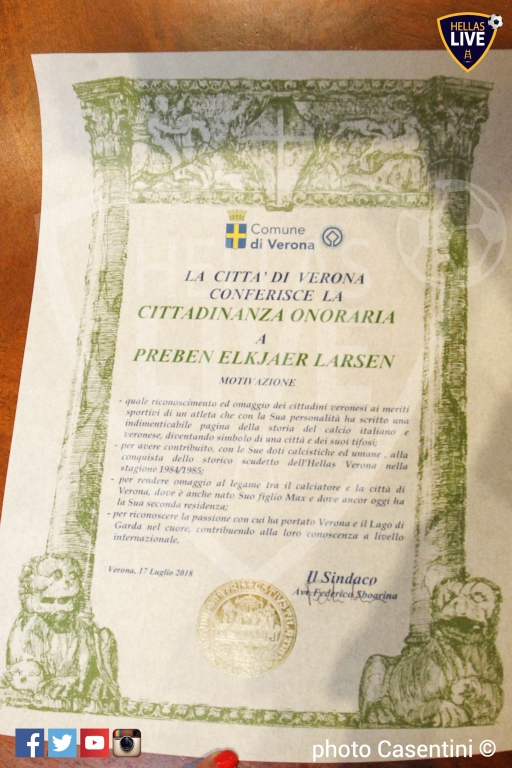 HELLAS
LIVE
Comune
di Verona
LA CITTA' DI VERONA
CONFERISCE LA
CITTADINANZA ONORARIA
A
PREBEN ELKJAER LARSEN
MOTIVAZIONE
- quale riconoscimento ed omaggio dei cittadini veronesi ai meriti
sportivi di un atleta che con la Sua personalità ha scritto una
indimenticabile pagina della storia del calcio italiano e
veronese, diventando simbolo di una città e dei suoi tifosi;
- per avere contribuito, con le Sue doti calcistiche ed umane, alla
conquista dello storico scudetto dell'Hellas Verona nella
stagione 1984/1985;
- per rendere omaggio al legame tra il calciatore e la città di
Verona, dove è anche nato Suo figlio Max e dove ancor oggi ha
la Sua seconda residenza;
- per riconoscere la passione con cui ha portato Verona e il Lago di
Garda nel cuore, contribuendo alla loro conoscenza a livello
internazionale.
Verona, 17 Luglio 2018
Il Sindaco
Avv. Federico Sboarina
HELLAS
LIVE
photo Casentini ©